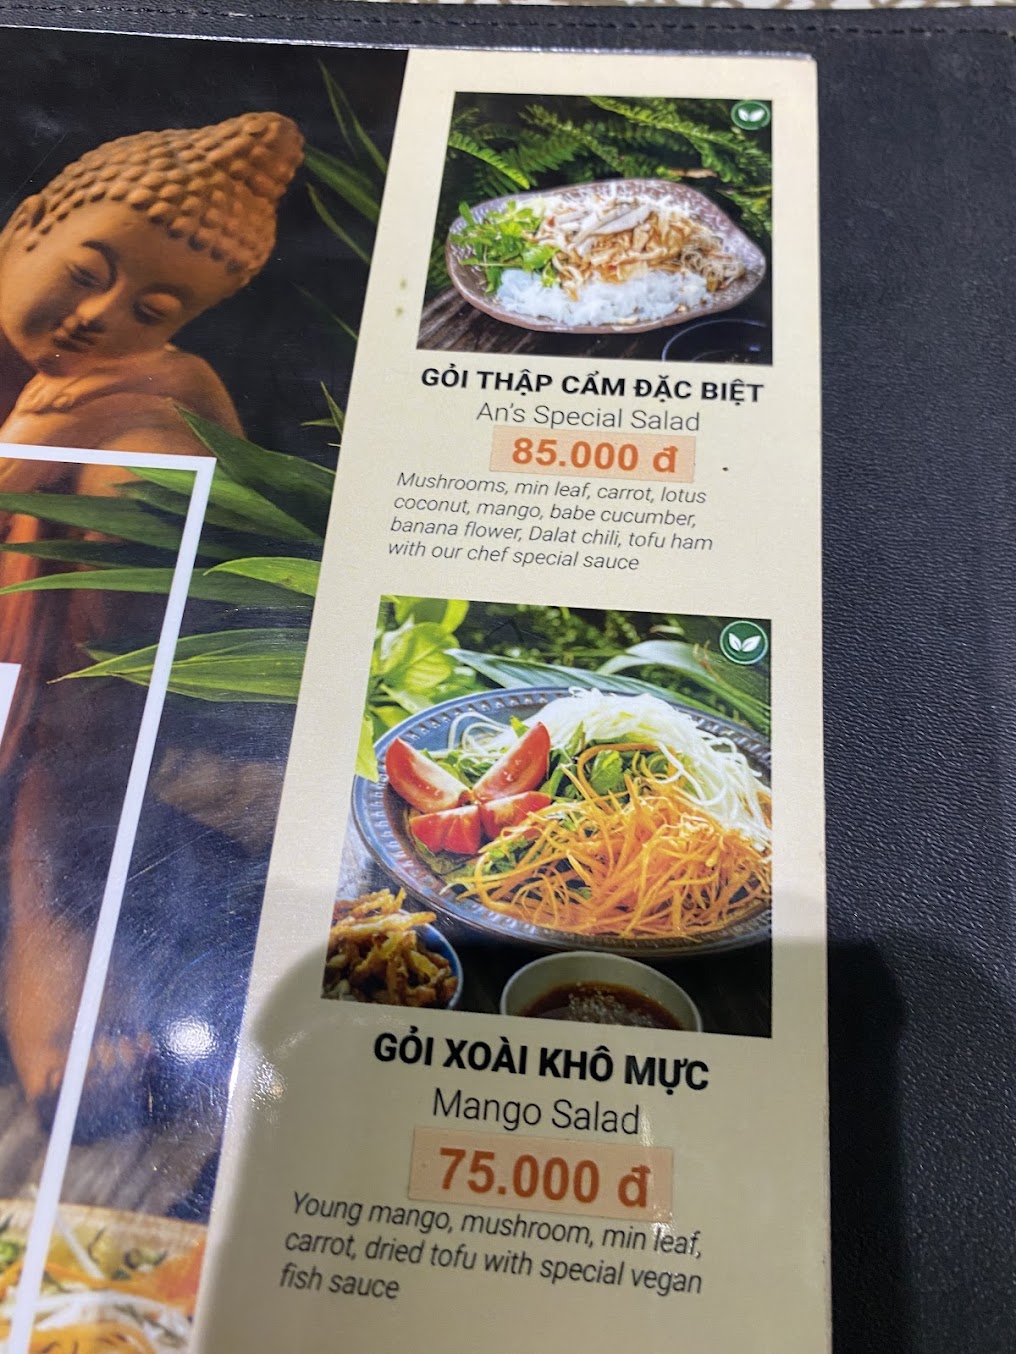 GỎI THẬP CẨM ĐẶC BIỆT
An's Special Salad
85.000 đ
Mushrooms, min leaf, carrot, lotus
coconut, mango, babe cucumber,
banana flower, Dalat chili, tofu ham
with our chef special sauce
GỎI XOÀI KHÔ MỰC
Mango Salad
75.000 đ
Young mango, mushroom, min leaf,
carrot, dried tofu with special vegan
fish sauce